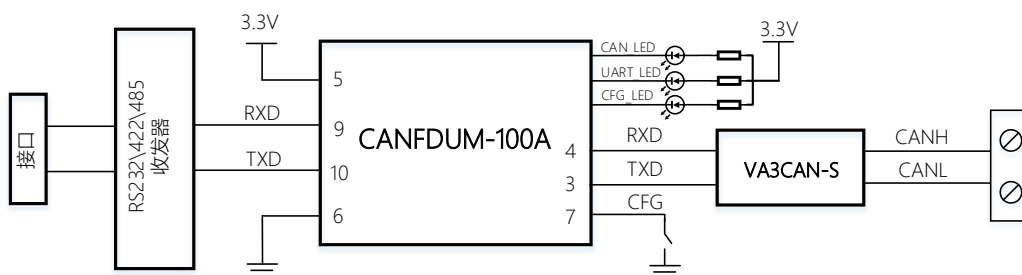 接口
RS232\422\485
收发器
3.3V
RXD
TXD
5
9
10
6
CANFDUM-100A
4
3
7
CAN_LED
UART_LED
CFG_LED
3.3V
RXD
TXD
CFG
VA3CAN-S
CANH
CANL